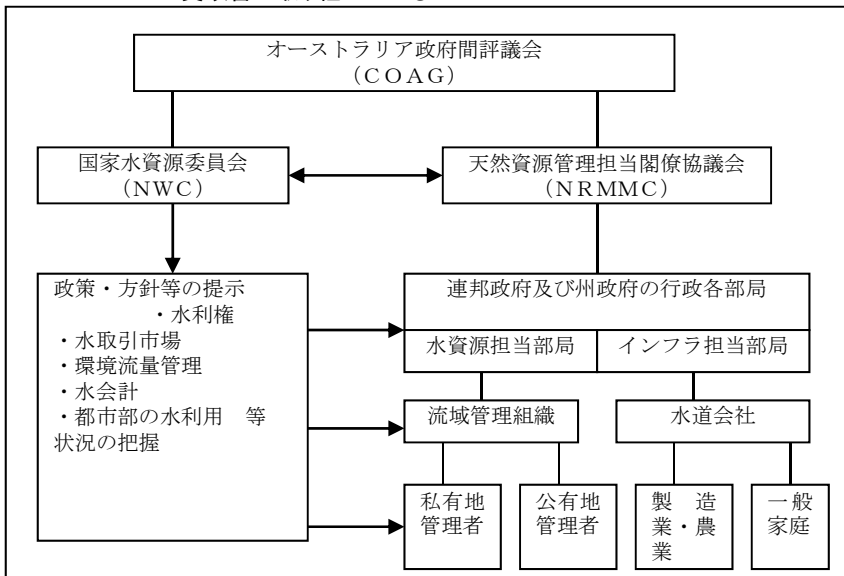 オーストラリア政府間評議会
(COAG)
国家水資源委員会
(NWC)
天然資源管理担当閣僚協議会
(NRMMC)
政策・方針等の提示
・水利権
・水取引市場
・環境流量管理
・水会計
・都市部の水利用 等
状況の把握
連邦政府及び州政府の行政各部局
水資源担当部局
インフラ担当部局
流域管理組織
水道会社
私有地
管理者
公有地
管理者
製造
業・農
業
一般
家庭